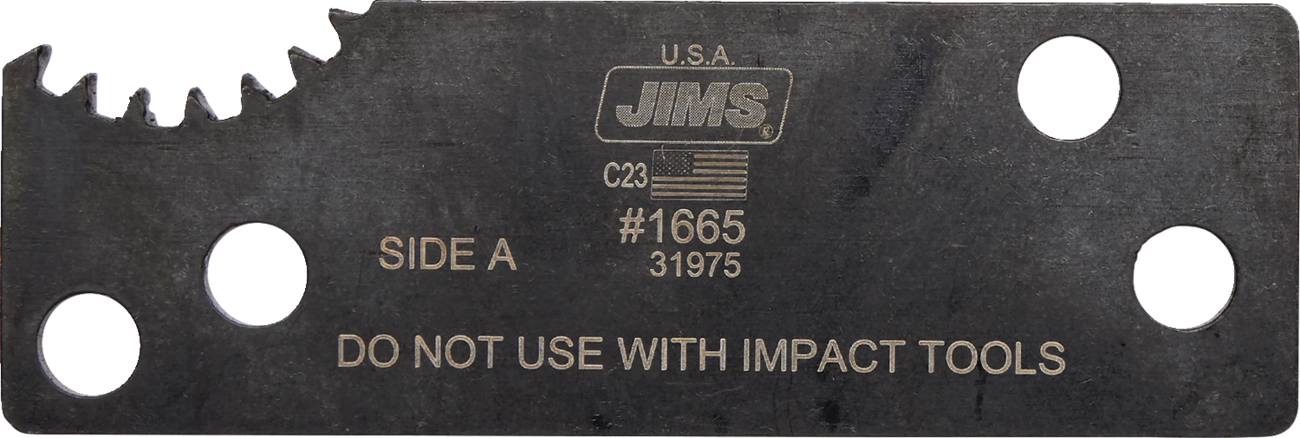 U.S.A.
JIMS®
C23
#1665
31975
SIDE A
DO NOT USE WITH IMPACT TOOLS